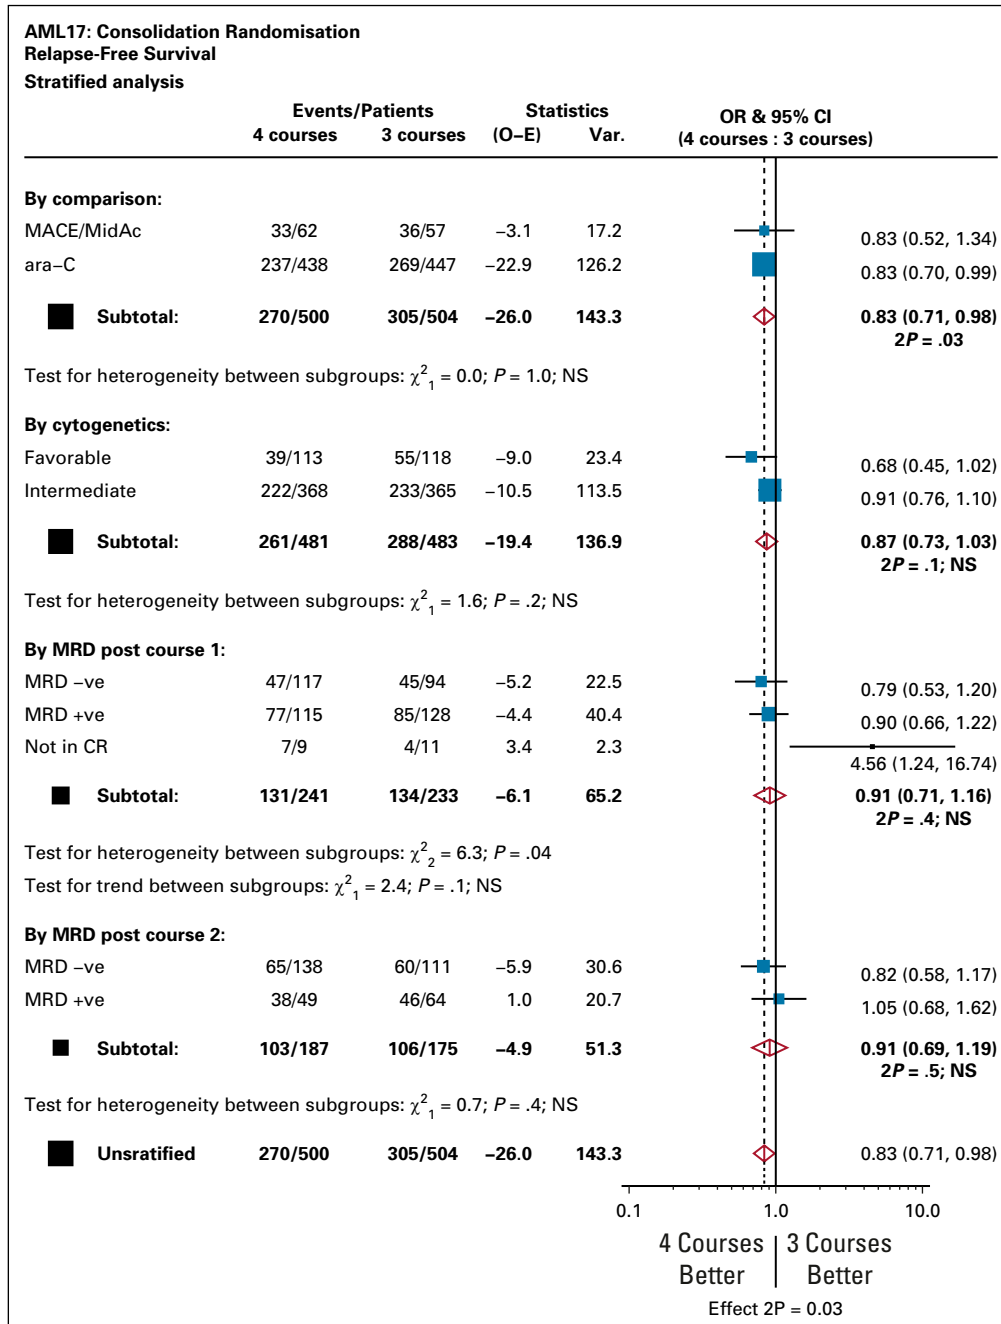 AML17: Consolidation Randomisation
Relapse-Free Survival
Stratified analysis
Events/Patients Statistics OR & 95% CI
4 courses 3 courses (O–E) Var. (4 courses : 3 courses)
By comparison:
MACE/MidAc 33/62 36/57 –3.1 17.2 0.83 (0.52, 1.34)
ara–C 237/438 269/447 –22.9 126.2 0.83 (0.70, 0.99)
Subtotal: 270/500 305/504 –26.0 143.3 0.83 (0.71, 0.98)
2P = .03
Test for heterogeneity between subgroups: χ²₁ = 0.0; P = 1.0; NS
By cytogenetics:
Favorable 39/113 55/118 –9.0 23.4 0.68 (0.45, 1.02)
Intermediate 222/368 233/365 –10.5 113.5 0.91 (0.76, 1.10)
Subtotal: 261/481 288/483 –19.4 136.9 0.87 (0.73, 1.03)
2P = .1; NS
Test for heterogeneity between subgroups: χ²₁ = 1.6; P = .2; NS
By MRD post course 1:
MRD –ve 47/117 45/94 –5.2 22.5 0.79 (0.53, 1.20)
MRD +ve 77/115 85/128 –4.4 40.4 0.90 (0.66, 1.22)
Not in CR 7/9 4/11 3.4 2.3 4.56 (1.24, 16.74)
Subtotal: 131/241 134/233 –6.1 65.2 0.91 (0.71, 1.16)
2P = .4; NS
Test for heterogeneity between subgroups: χ²₂ = 6.3; P = .04
Test for trend between subgroups: χ²₁ = 2.4; P = .1; NS
By MRD post course 2:
MRD –ve 65/138 60/111 –5.9 30.6 0.82 (0.58, 1.17)
MRD +ve 38/49 46/64 1.0 20.7 1.05 (0.68, 1.62)
Subtotal: 103/187 106/175 –4.9 51.3 0.91 (0.69, 1.19)
2P = .5; NS
Test for heterogeneity between subgroups: χ²₁ = 0.7; P = .4; NS
Unsratified 270/500 305/504 –26.0 143.3 0.83 (0.71, 0.98)
0.1 1.0 10.0
4 Courses 3 Courses
Better Better
Effect 2P = 0.03